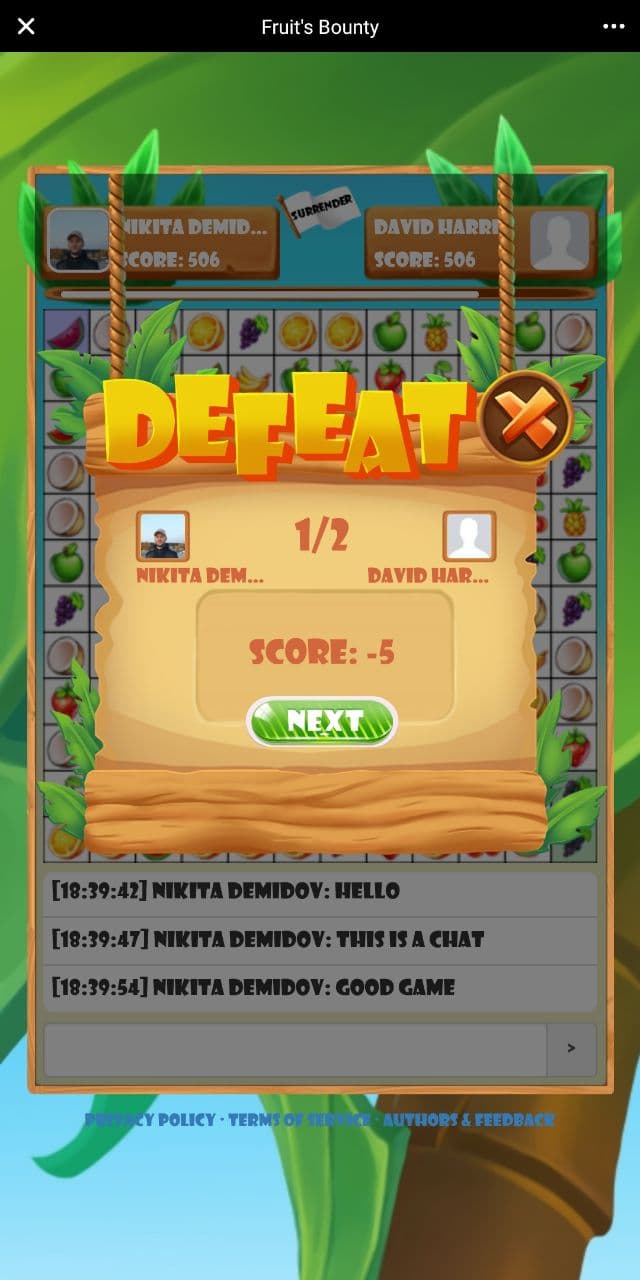 Fruit's Bounty
SURRENDER
NIKITA DEMID...
SCORE: 506
DAVID HARRI
SCORE: 506
DEFEAT
1/2
NIKITA DEM...
DAVID HAR...
SCORE: -5
NEXT
[18:39:42] NIKITA DEMIDOV: HELLO
[18:39:47] NIKITA DEMIDOV: THIS IS A CHAT
[18:39:54] NIKITA DEMIDOV: GOOD GAME
>
PRIVACY POLICY · TERMS OF SERVICE · AUTHORS & FEEDBACK